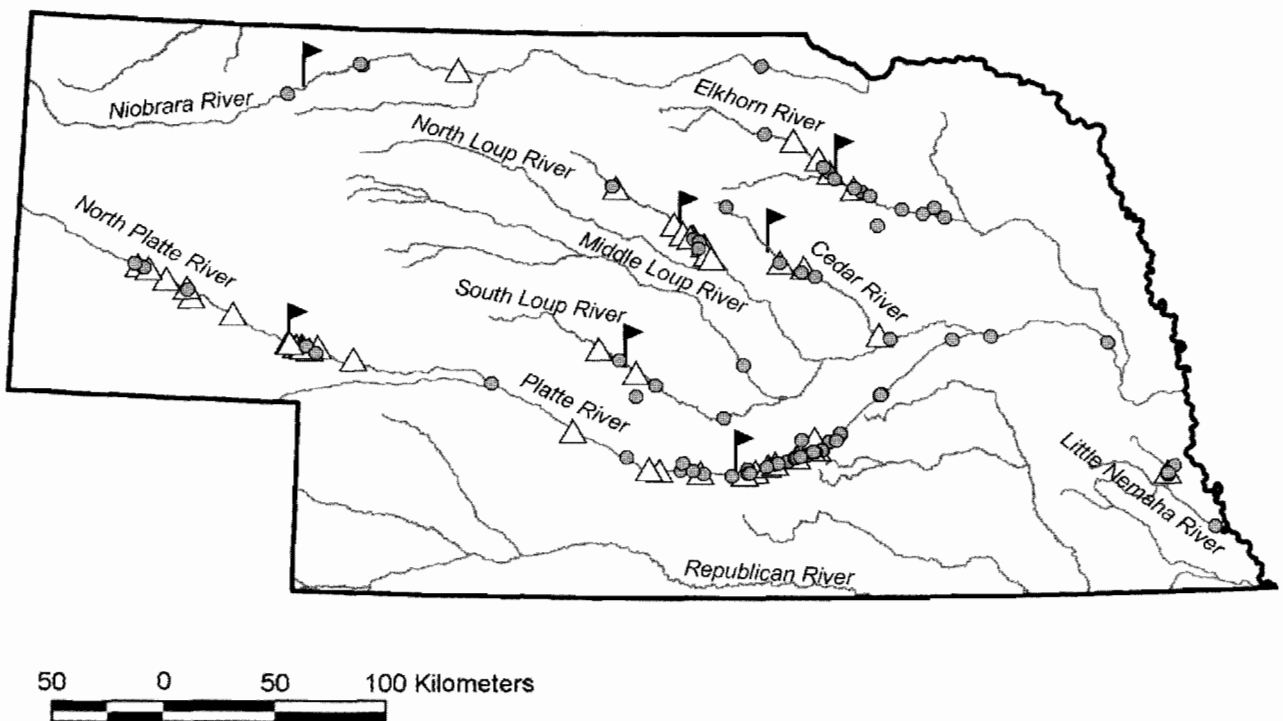 Niobrara River
Elkhorn River
North Loup River
North Platte River
Middle Loup River
Cedar River
South Loup River
Platte River
Little Nemaha River
Republican River
50 0 50 100 Kilometers